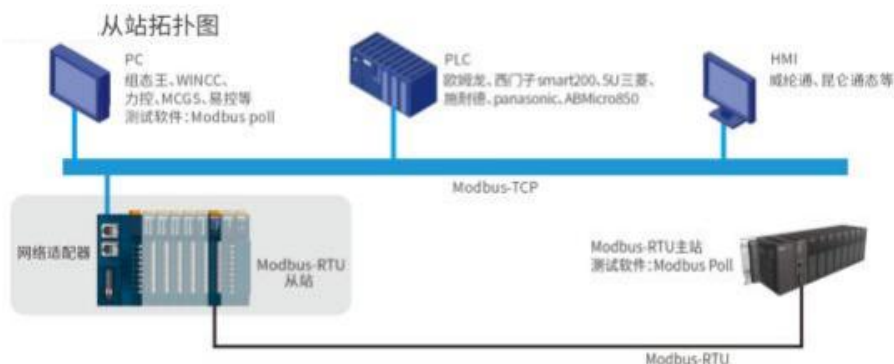 从站拓扑图
PC
组态王、WINCC、
力控、MCGS、易控等
测试软件：Modbus poll
PLC
欧姆龙、西门子smart200、5U三菱、
施耐德、panasonic、ABMicro850
HMI
威纶通、昆仑通态等
Modbus-TCP
网络适配器
Modbus-RTU
从站
Modbus-RTU主站
测试软件：Modbus Poll
Modbus-RTU